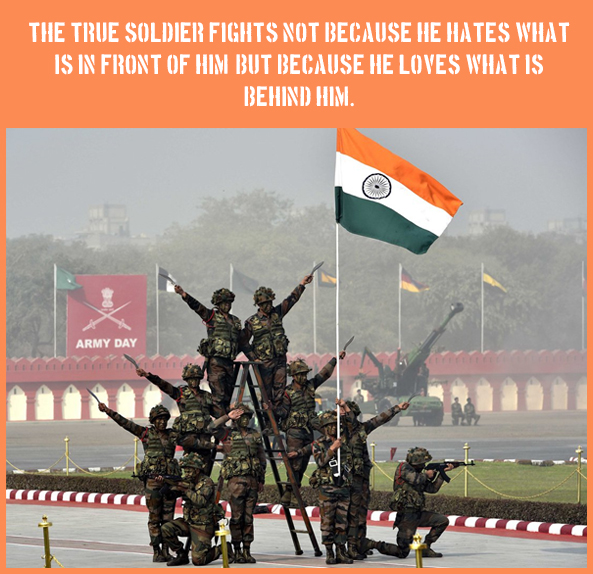 THE TRUE SOLDIER FIGHTS NOT BECAUSE HE HATES WHAT
IS IN FRONT OF HIM BUT BECAUSE HE LOVES WHAT IS
BEHIND HIM.
ARMY DAY